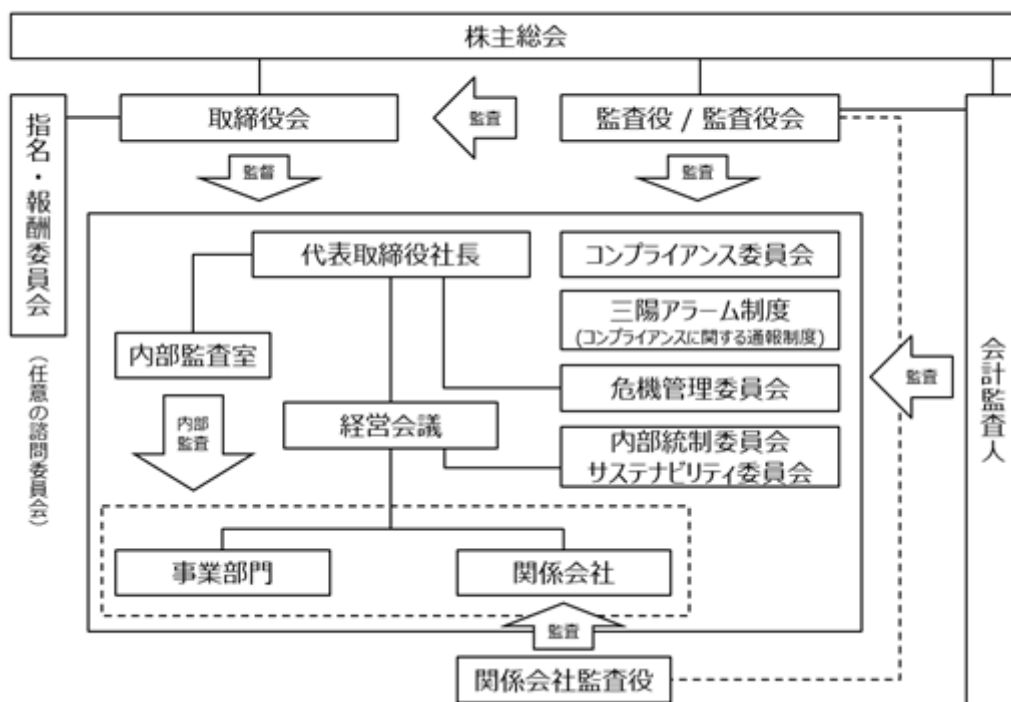 株主総会
指名・報酬委員会
(任意の諮問委員会)
取締役会
監査
監査役 / 監査役会
監督
監査
代表取締役社長
コンプライアンス委員会
三陽アラーム制度
(コンプライアンスに関する通報制度)
内部監査室
危機管理委員会
監査
会計監査人
内部
監査
経営会議
内部統制委員会
サステナビリティ委員会
事業部門
関係会社
監査
関係会社監査役